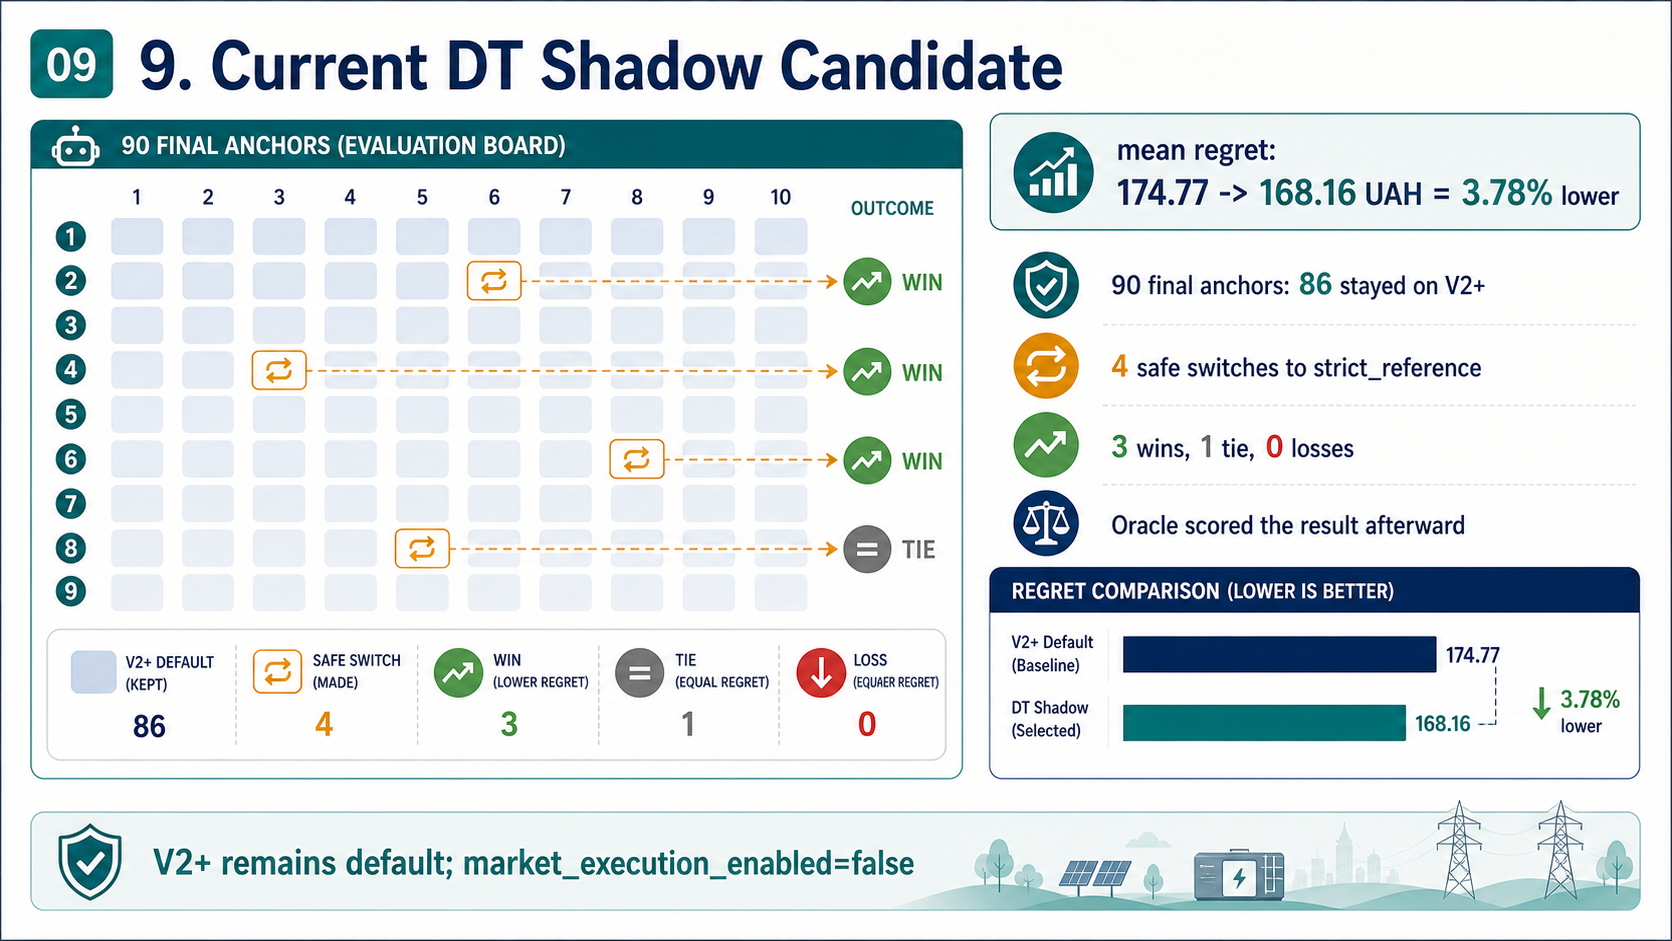 09 9. Current DT Shadow Candidate
90 FINAL ANCHORS (EVALUATION BOARD)
1 2 3 4 5 6 7 8 9 10 OUTCOME
1
2 WIN
3
4 WIN
5
6 WIN
7
8 TIE
9
V2+ DEFAULT
(KEPT)
86
SAFE SWITCH
(MADE)
4
WIN
(LOWER REGRET)
3
TIE
(EQUAL REGRET)
1
LOSS
(EQUAER REGRET)
0
mean regret:
174.77 -> 168.16 UAH = 3.78% lower
90 final anchors: 86 stayed on V2+
4 safe switches to strict_reference
3 wins, 1 tie, 0 losses
Oracle scored the result afterward
REGRET COMPARISON (LOWER IS BETTER)
V2+ Default
(Baseline)
174.77
DT Shadow
(Selected)
168.16
3.78%
lower
V2+ remains default; market_execution_enabled=false